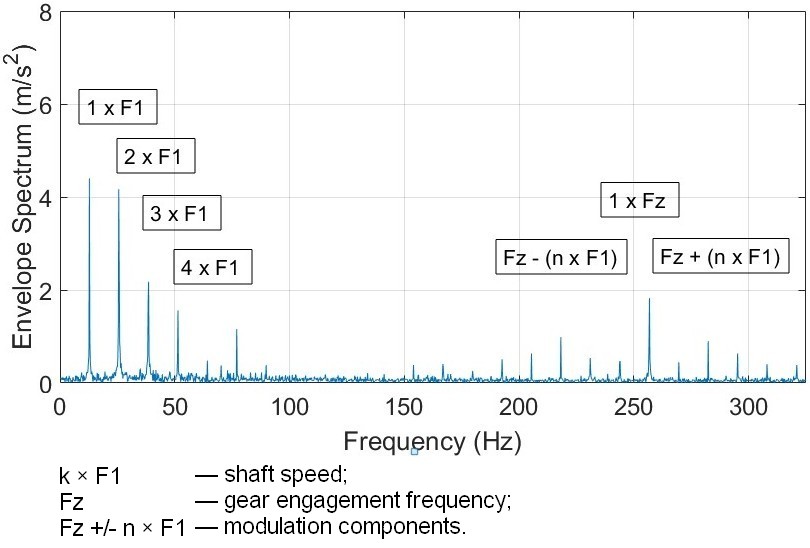 8
6
4
2
0
Envelope Spectrum (m/s²)
1 x F1
2 x F1
3 x F1
4 x F1
1 x Fz
Fz - (n x F1)
Fz + (n x F1)
0 50 100 150 200 250 300
Frequency (Hz)
k × F1 — shaft speed;
Fz — gear engagement frequency;
Fz +/- n × F1 — modulation components.